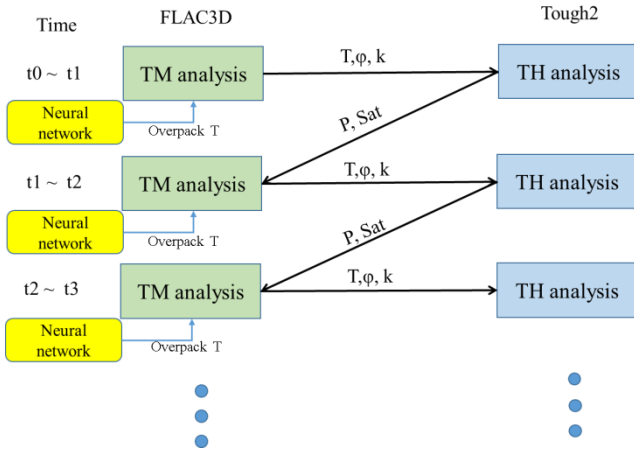 Time
FLAC3D
Tough2
t0 ~ t1
TM analysis
T,φ, k
TH analysis
Neural
network
Overpack T
P, Sat
t1 ~ t2
TM analysis
T,φ, k
TH analysis
Neural
network
Overpack T
P, Sat
t2 ~ t3
TM analysis
T,φ, k
TH analysis
Neural
network
Overpack T